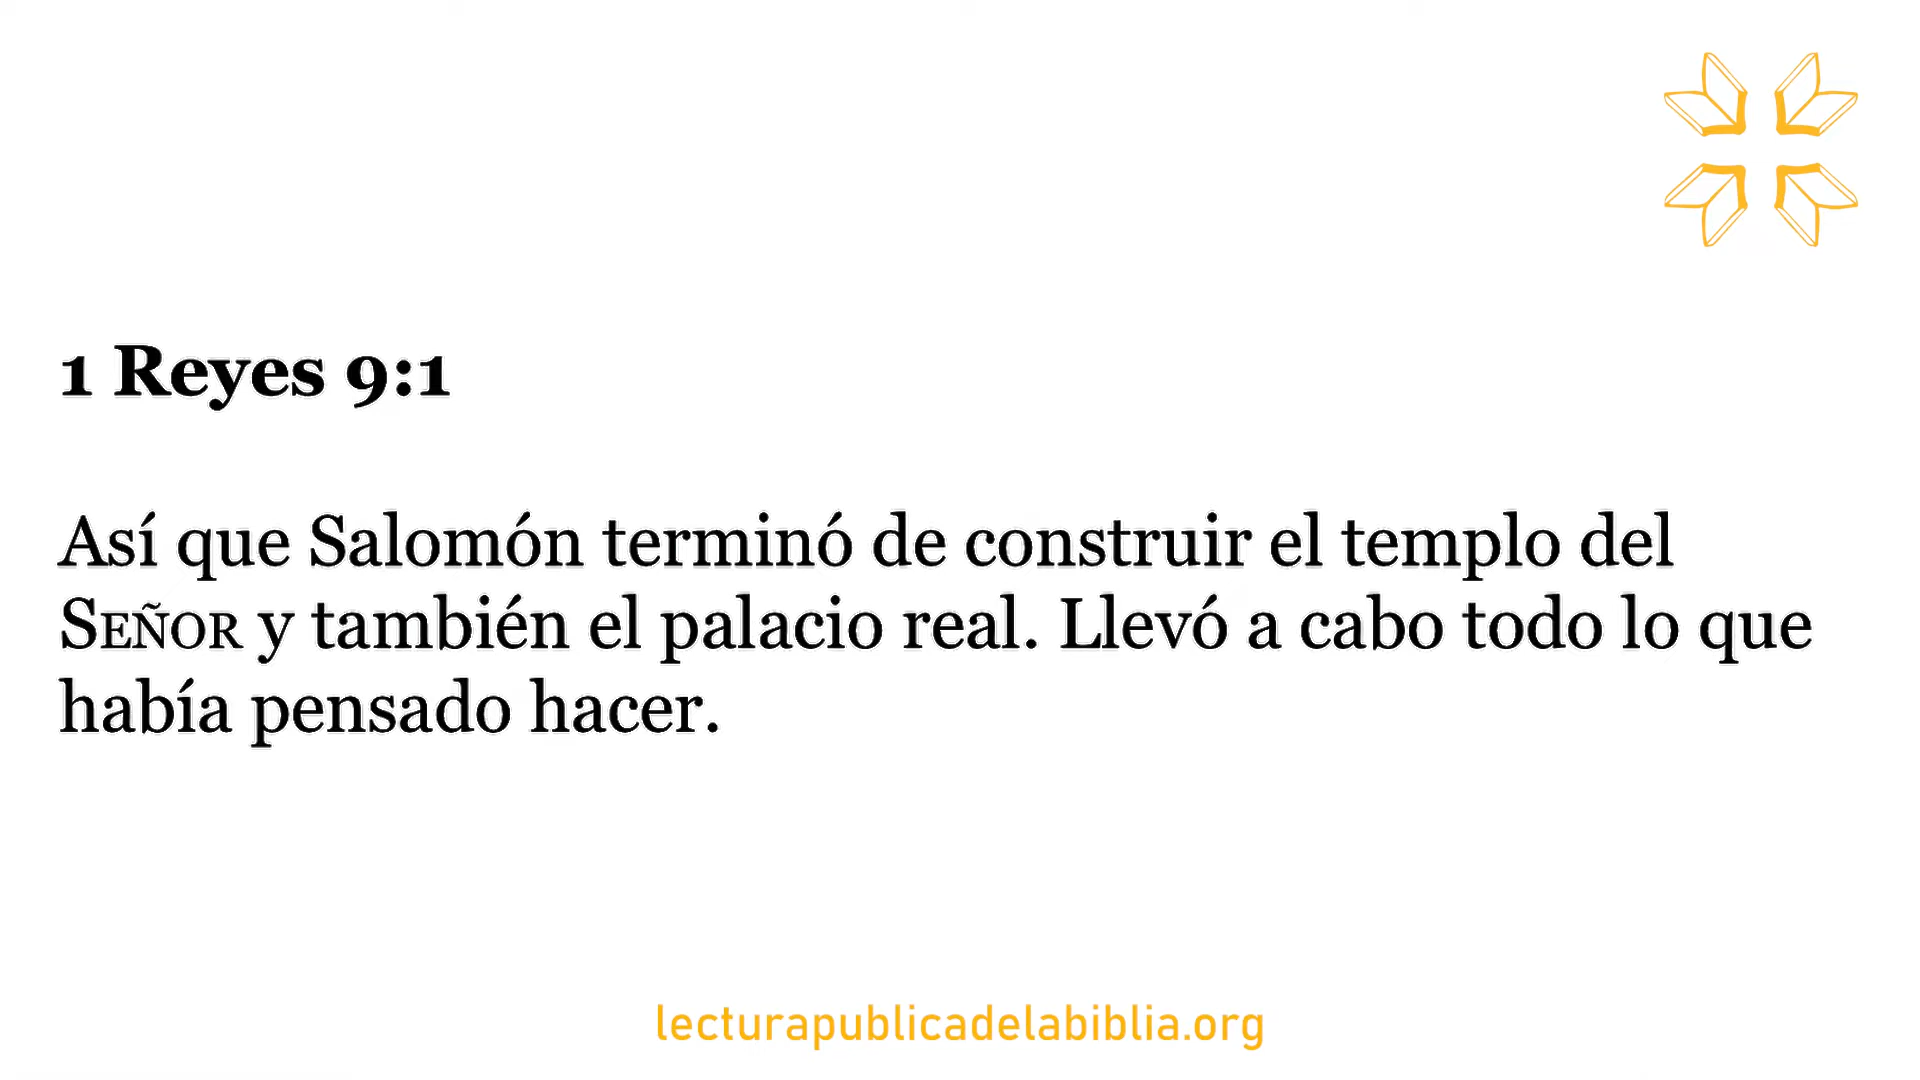 1 Reyes 9:1
Así que Salomón terminó de construir el templo del
SEÑOR y también el palacio real. Llevó a cabo todo lo que
había pensado hacer.
lecturapublicadelabiblia.org